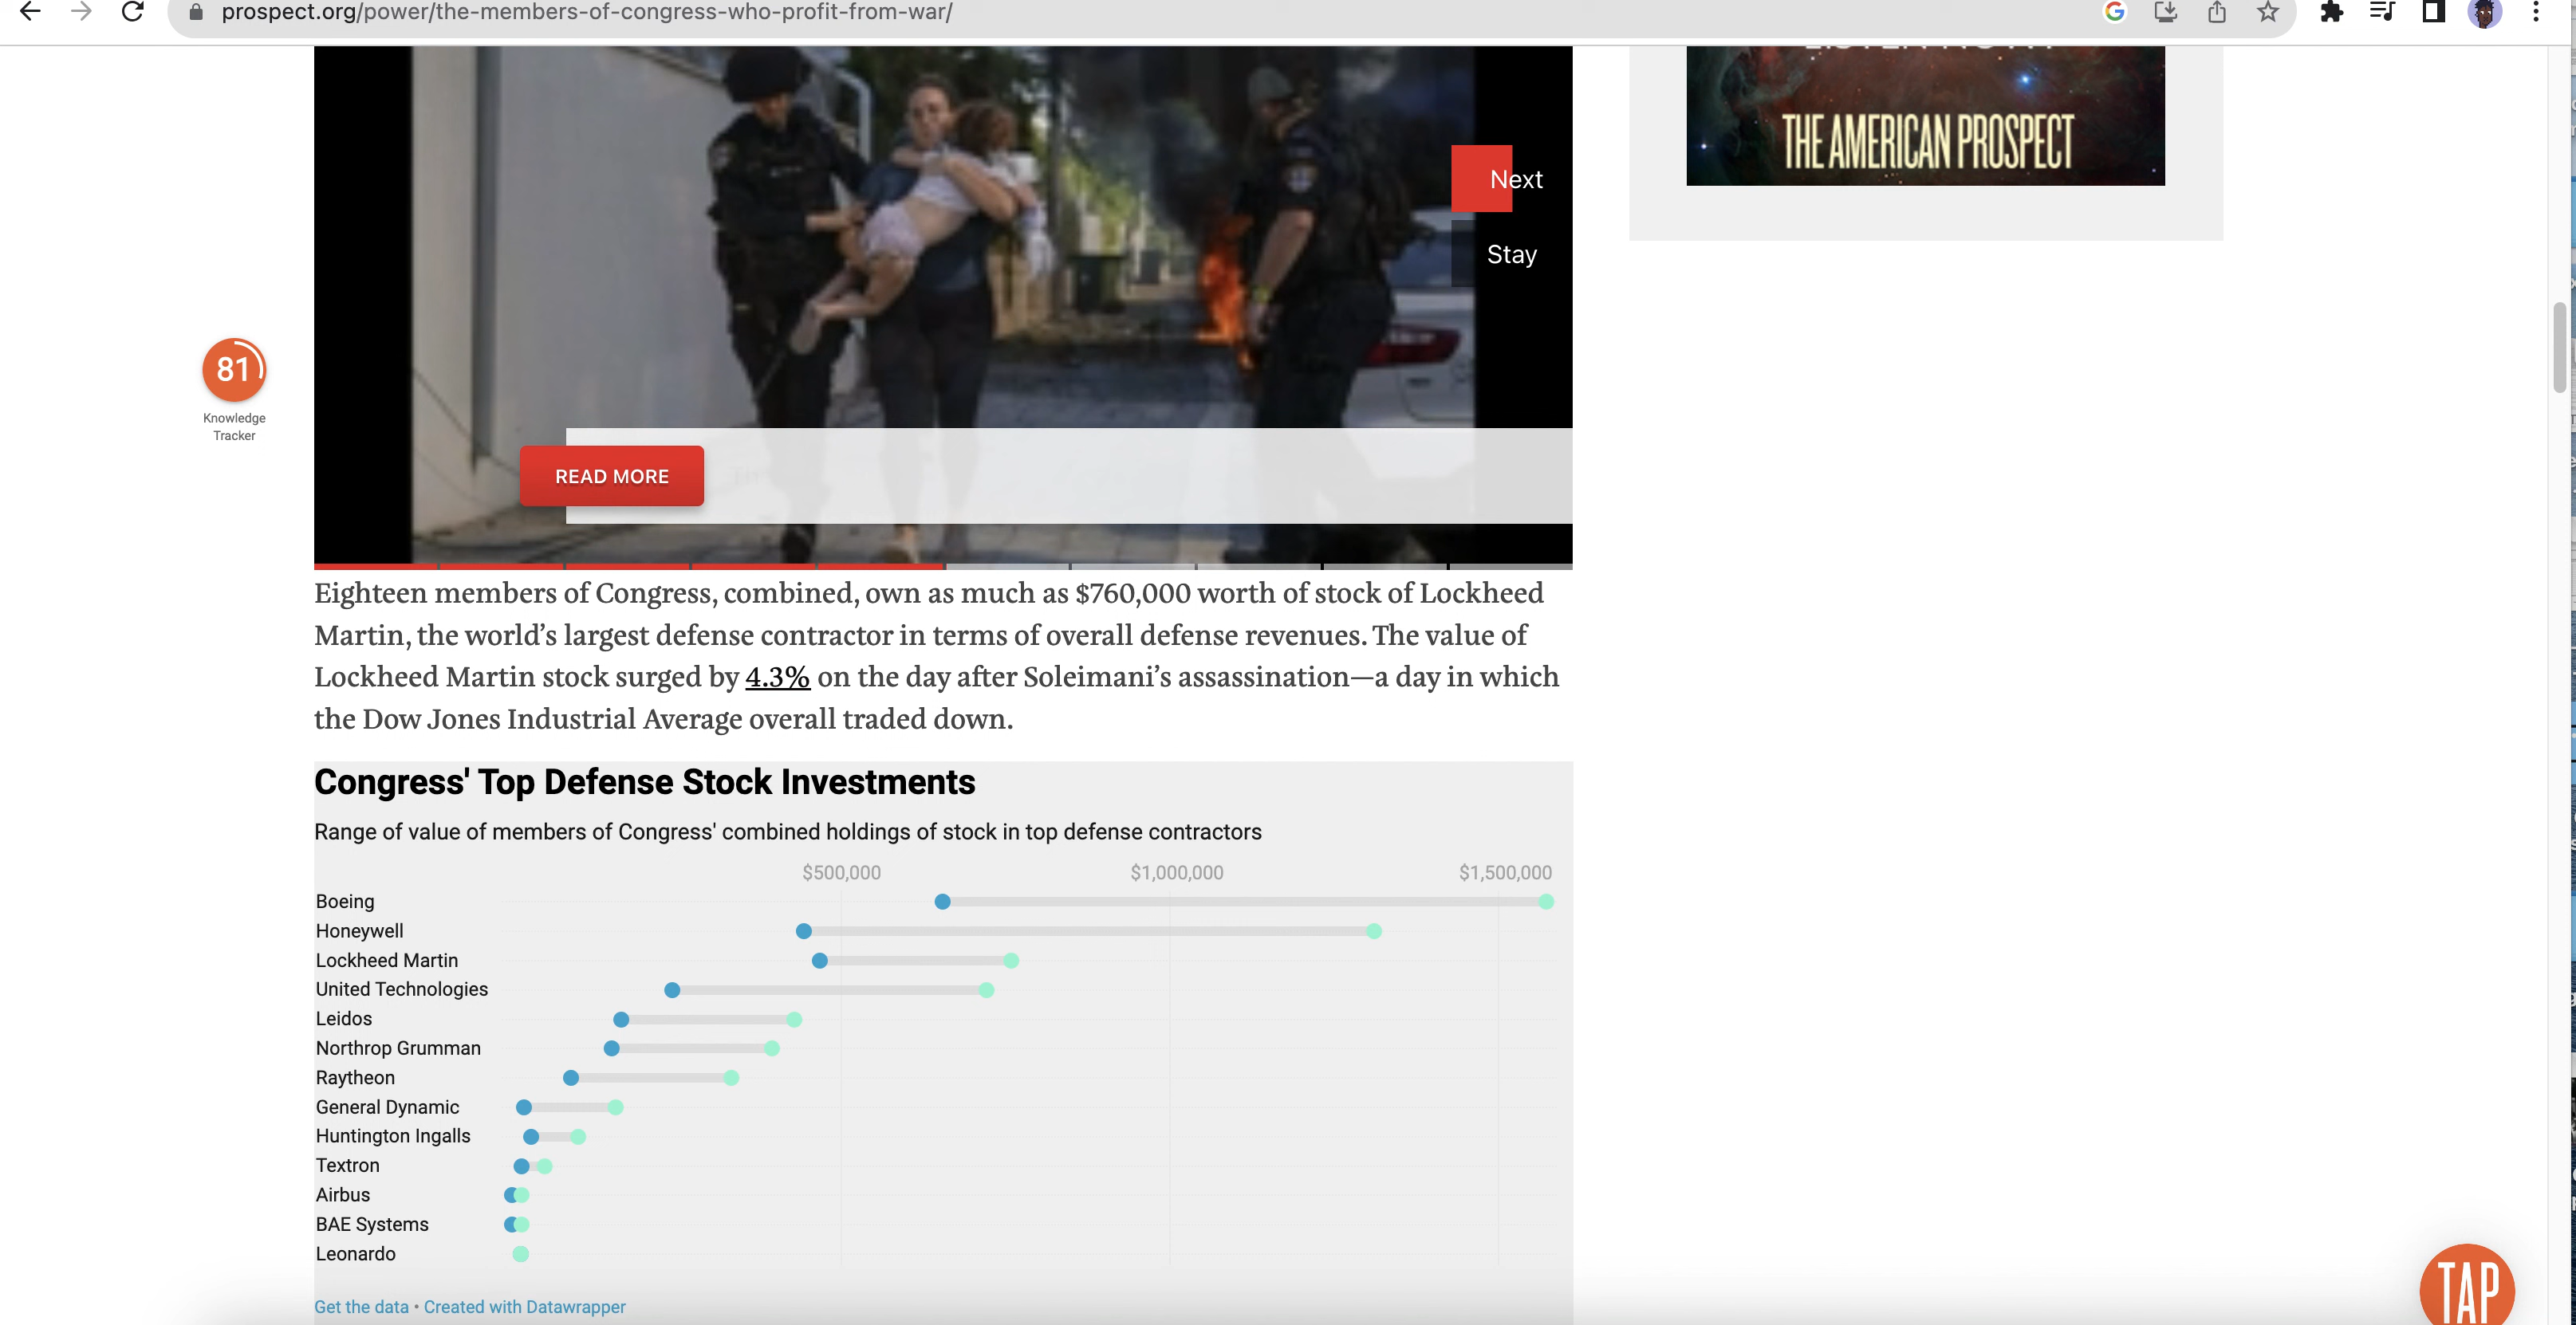 prospect.org/power/the-members-of-congress-who-profit-from-war/
THE AMERICAN PROSPECT
Next
Stay
81
Knowledge
Tracker
READ MORE
Eighteen members of Congress, combined, own as much as $760,000 worth of stock of Lockheed
Martin, the world’s largest defense contractor in terms of overall defense revenues. The value of
Lockheed Martin stock surged by 4.3% on the day after Soleimani’s assassination—a day in which
the Dow Jones Industrial Average overall traded down.
Congress' Top Defense Stock Investments
Range of value of members of Congress' combined holdings of stock in top defense contractors
$500,000 $1,000,000 $1,500,000
Boeing
Honeywell
Lockheed Martin
United Technologies
Leidos
Northrop Grumman
Raytheon
General Dynamic
Huntington Ingalls
Textron
Airbus
BAE Systems
Leonardo
Get the data • Created with Datawrapper
TAP